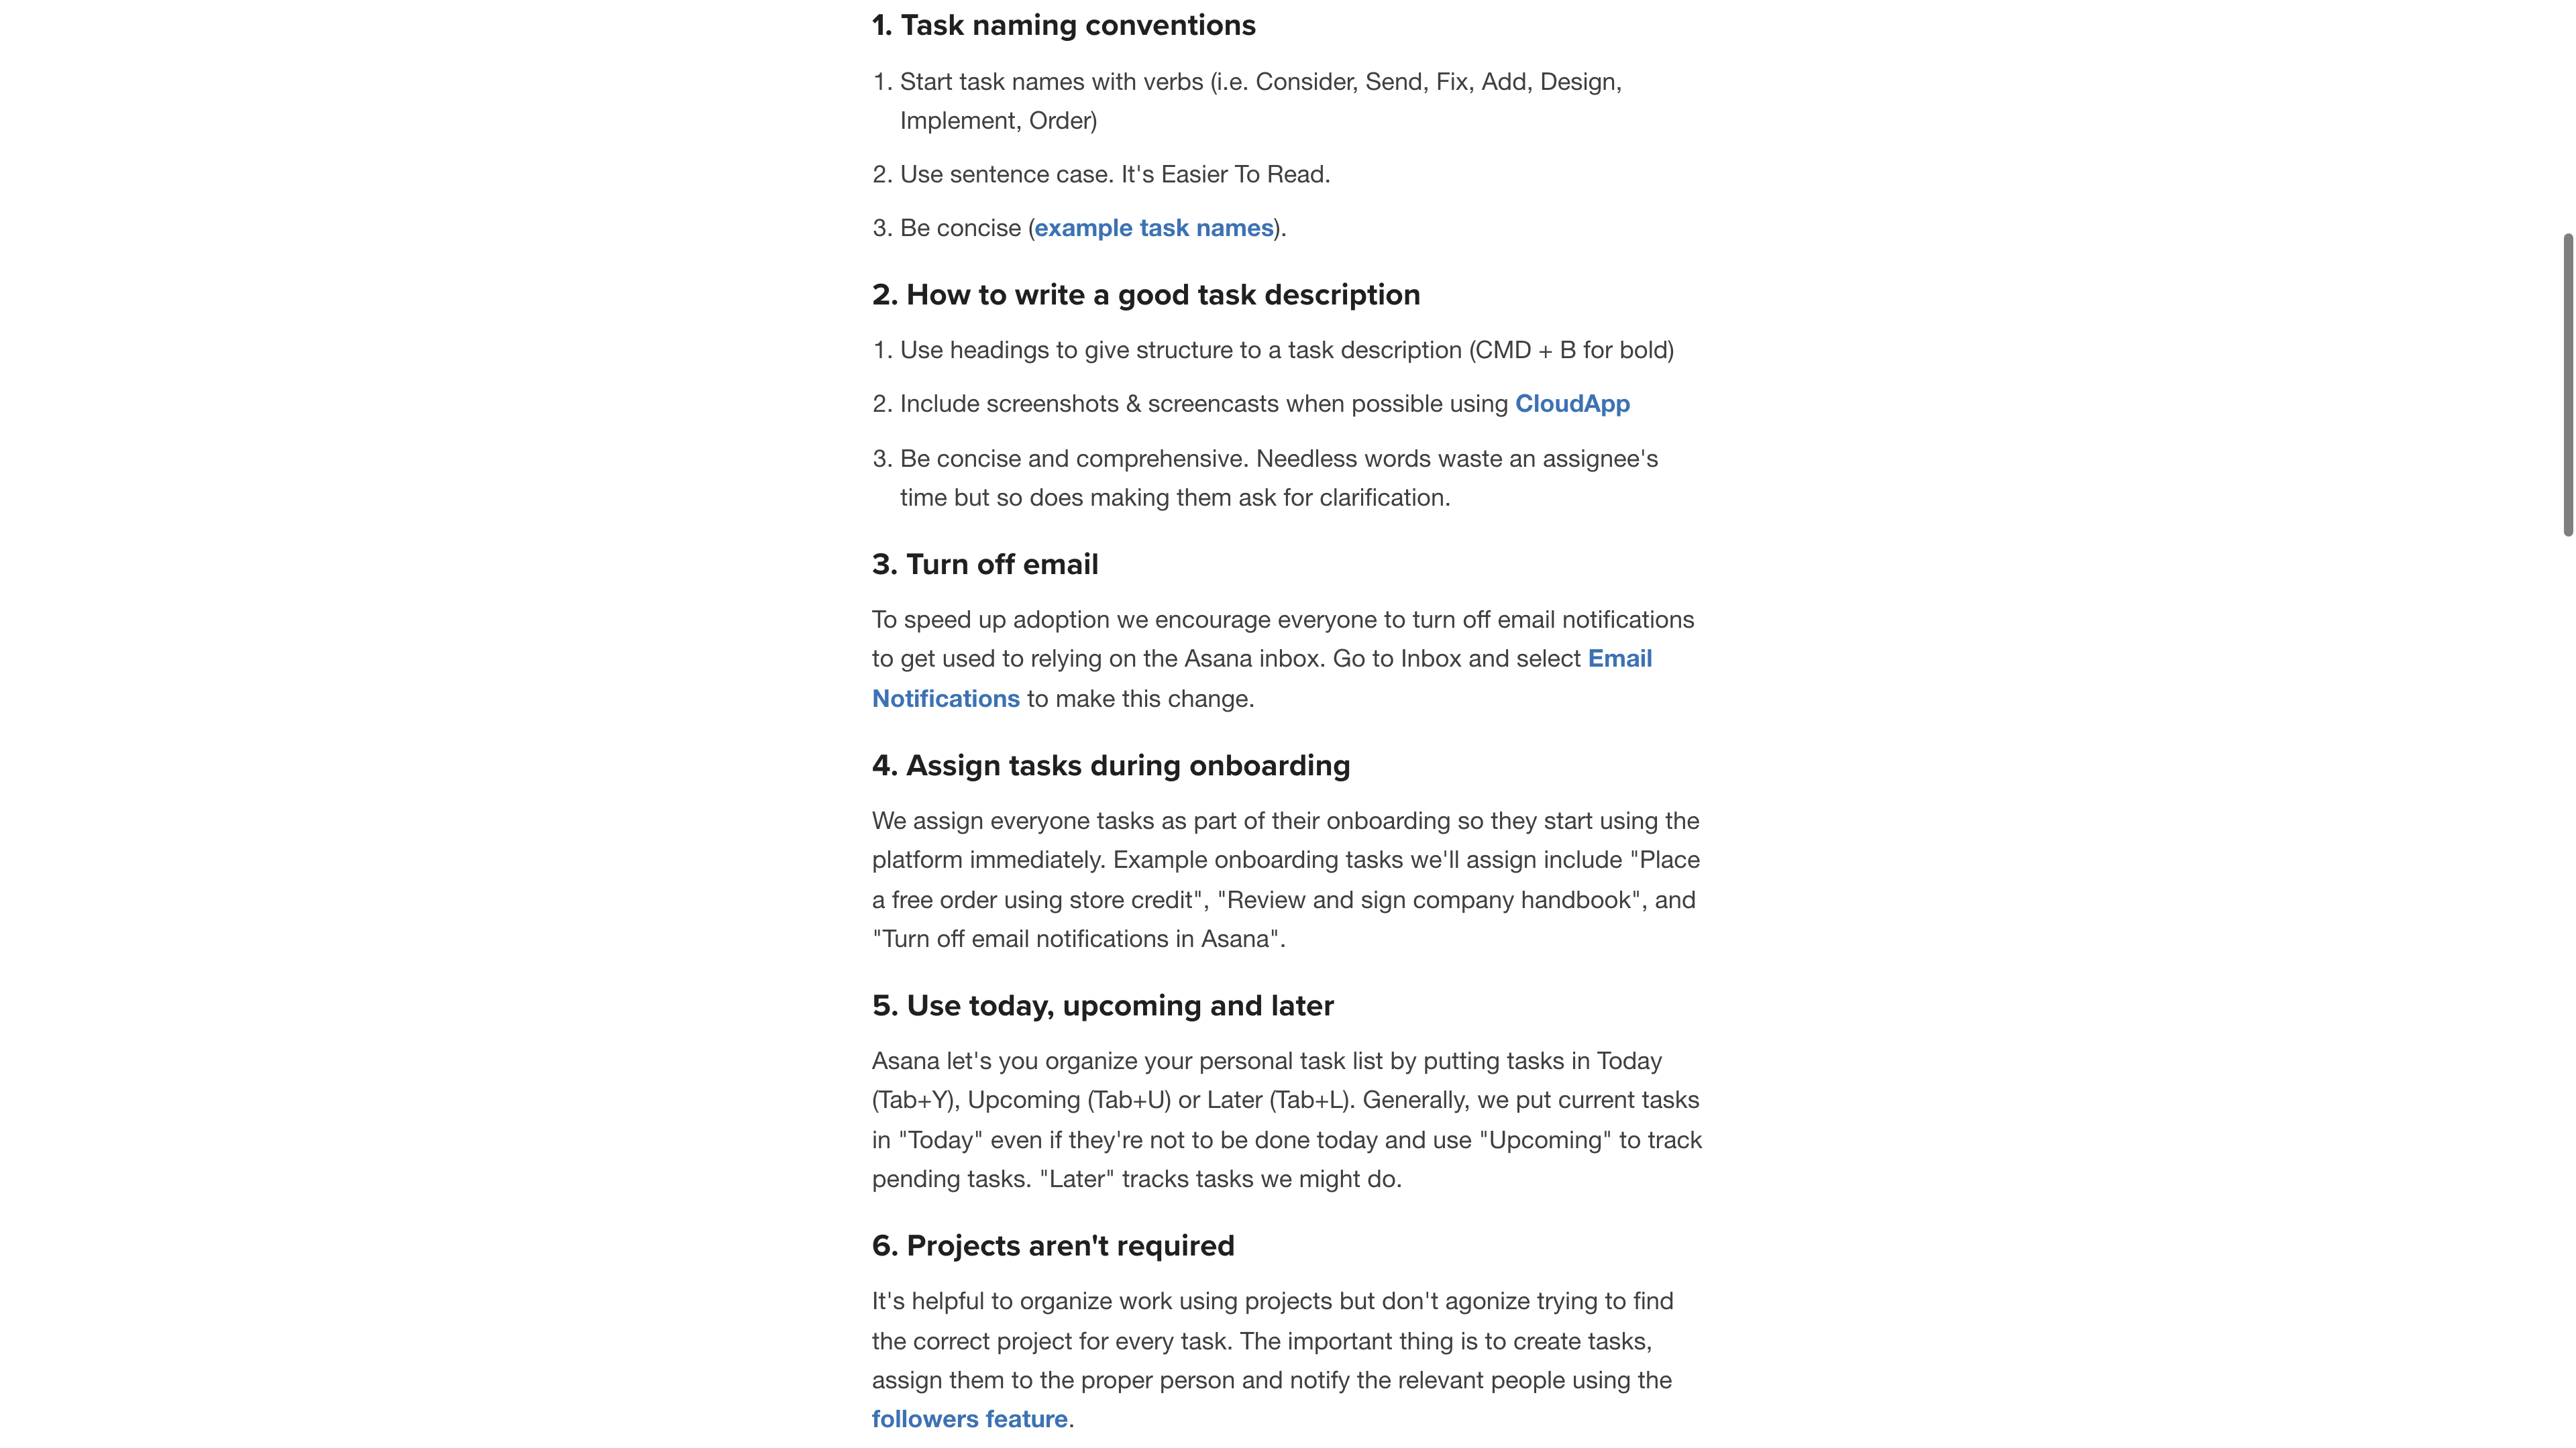 1. Task naming conventions
1. Start task names with verbs (i.e. Consider, Send, Fix, Add, Design,
Implement, Order)
2. Use sentence case. It's Easier To Read.
3. Be concise (example task names).
2. How to write a good task description
1. Use headings to give structure to a task description (CMD + B for bold)
2. Include screenshots & screencasts when possible using CloudApp
3. Be concise and comprehensive. Needless words waste an assignee's
time but so does making them ask for clarification.
3. Turn off email
To speed up adoption we encourage everyone to turn off email notifications
to get used to relying on the Asana inbox. Go to Inbox and select Email
Notifications to make this change.
4. Assign tasks during onboarding
We assign everyone tasks as part of their onboarding so they start using the
platform immediately. Example onboarding tasks we'll assign include "Place
a free order using store credit", "Review and sign company handbook", and
"Turn off email notifications in Asana".
5. Use today, upcoming and later
Asana let's you organize your personal task list by putting tasks in Today
(Tab+Y), Upcoming (Tab+U) or Later (Tab+L). Generally, we put current tasks
in "Today" even if they're not to be done today and use "Upcoming" to track
pending tasks. "Later" tracks tasks we might do.
6. Projects aren't required
It's helpful to organize work using projects but don't agonize trying to find
the correct project for every task. The important thing is to create tasks,
assign them to the proper person and notify the relevant people using the
followers feature.